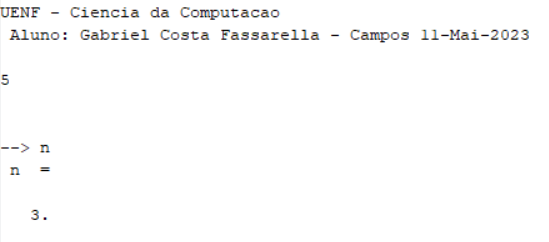 UENF - Ciencia da Computacao
Aluno: Gabriel Costa Fassarella - Campos 11-Mai-2023
5
--> n
n =
3.